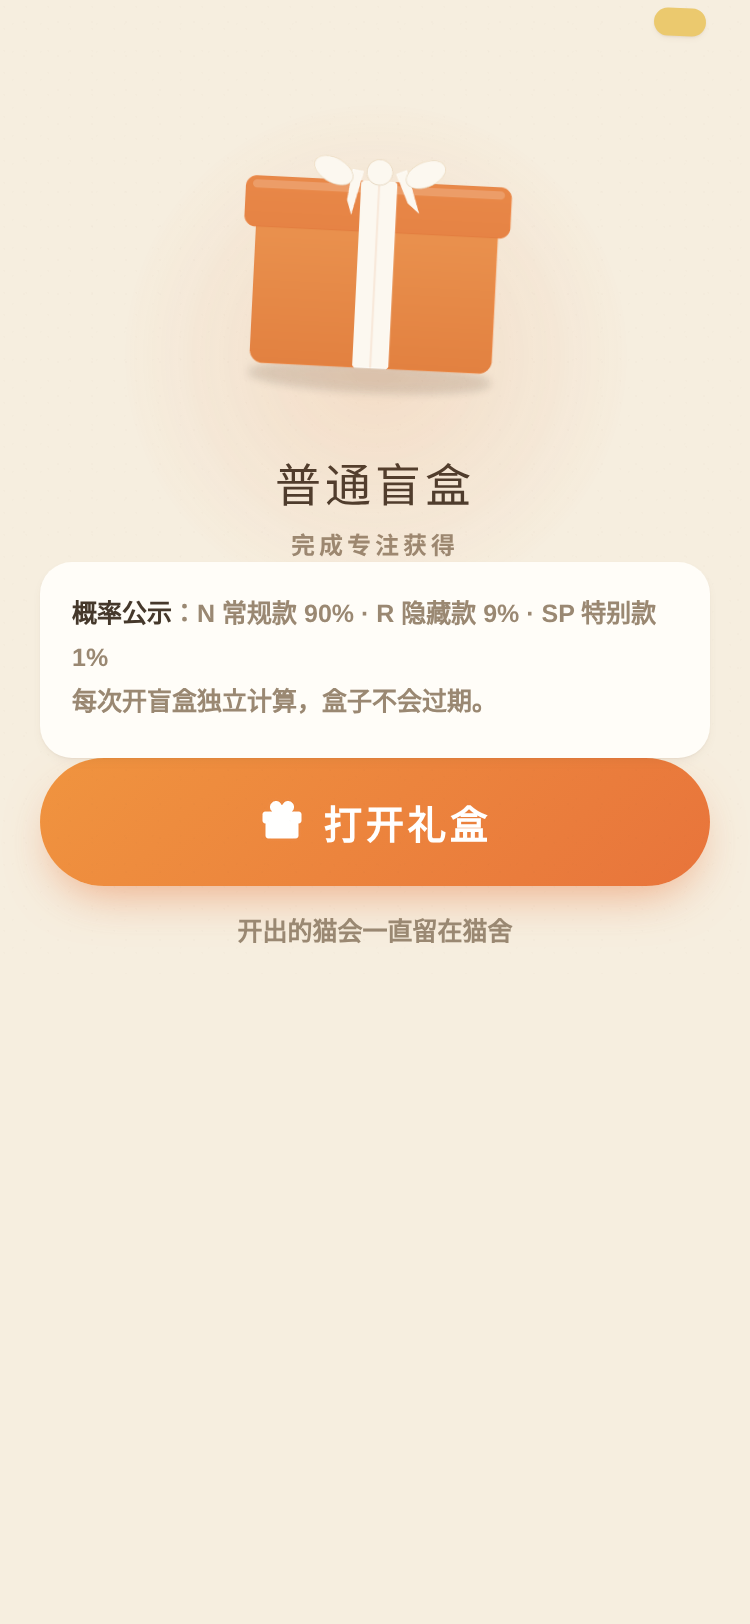 普通盲盒
完成专注获得
概率公示：N 常规款 90% · R 隐藏款 9% · SP 特别款
1%
每次开盲盒独立计算，盒子不会过期。
打开礼盒
开出的猫会一直留在猫舍